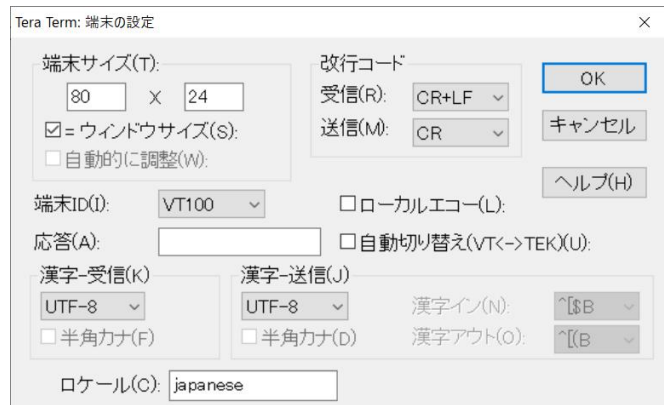 Tera Term: 端末の設定 ×
端末サイズ(T):
80 X 24
☑= ウィンドウサイズ(S):
自動的に調整(W):
改行コード
受信(R): CR+LF
送信(M): CR
OK
キャンセル
ヘルプ(H)
端末ID(I): VT100
ローカルエコー(L):
応答(A):
自動切り替え(VT<->TEK)(U):
漢字-受信(K)
UTF-8
半角カナ(F)
漢字-送信(J)
UTF-8 漢字イン(N): ^[$B
半角カナ(D) 漢字アウト(O): ^[(B
ロケール(C): japanese